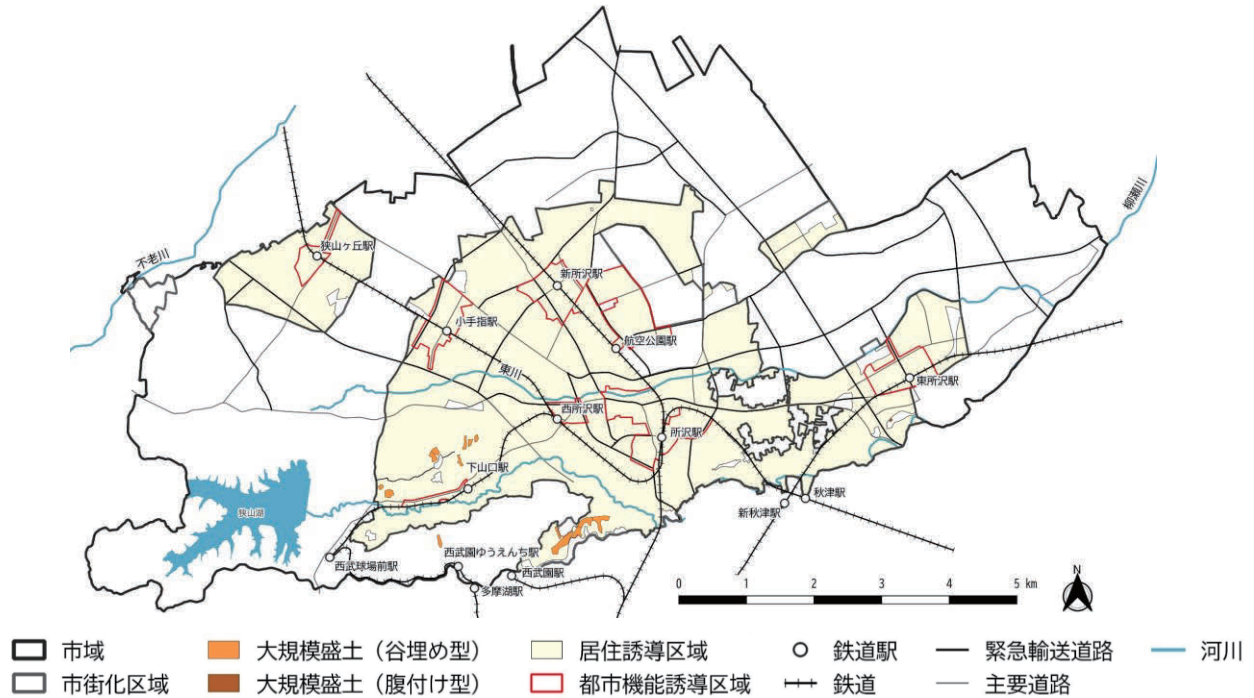 柳瀬川
不老川
狭山ヶ丘駅
新所沢駅
小手指駅
航空公園駅
東川
東所沢駅
西所沢駅
所沢駅
下山口駅
秋津駅
新秋津駅
狭山湖
西武球場前駅
西武園ゆうえんち駅
西武園駅
多摩湖駅
0 1 2 3 4 5 km
N
市域 大規模盛土（谷埋め型） 居住誘導区域 鉄道駅 緊急輸送道路 河川
市街化区域 大規模盛土（腹付け型） 都市機能誘導区域 鉄道 主要道路